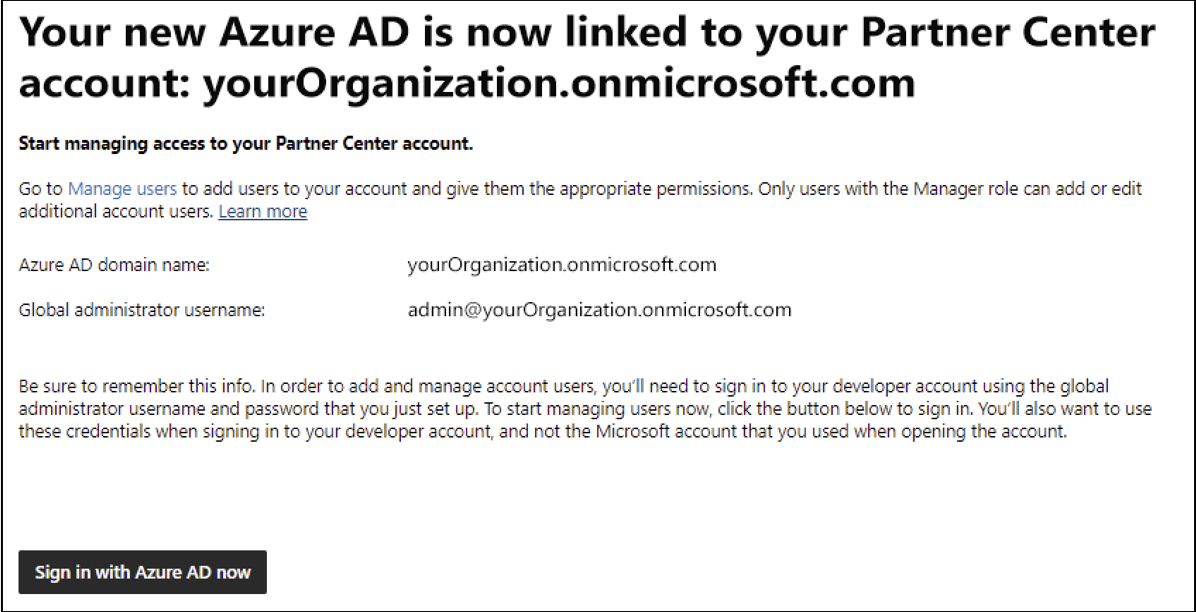 Your new Azure AD is now linked to your Partner Center
account: yourOrganization.onmicrosoft.com
Start managing access to your Partner Center account.
Go to Manage users to add users to your account and give them the appropriate permissions. Only users with the Manager role can add or edit
additional account users. Learn more
Azure AD domain name: yourOrganization.onmicrosoft.com
Global administrator username: admin@yourOrganization.onmicrosoft.com
Be sure to remember this info. In order to add and manage account users, you'll need to sign in to your developer account using the global
administrator username and password that you just set up. To start managing users now, click the button below to sign in. You'll also want to use
these credentials when signing in to your developer account, and not the Microsoft account that you used when opening the account.
Sign in with Azure AD now